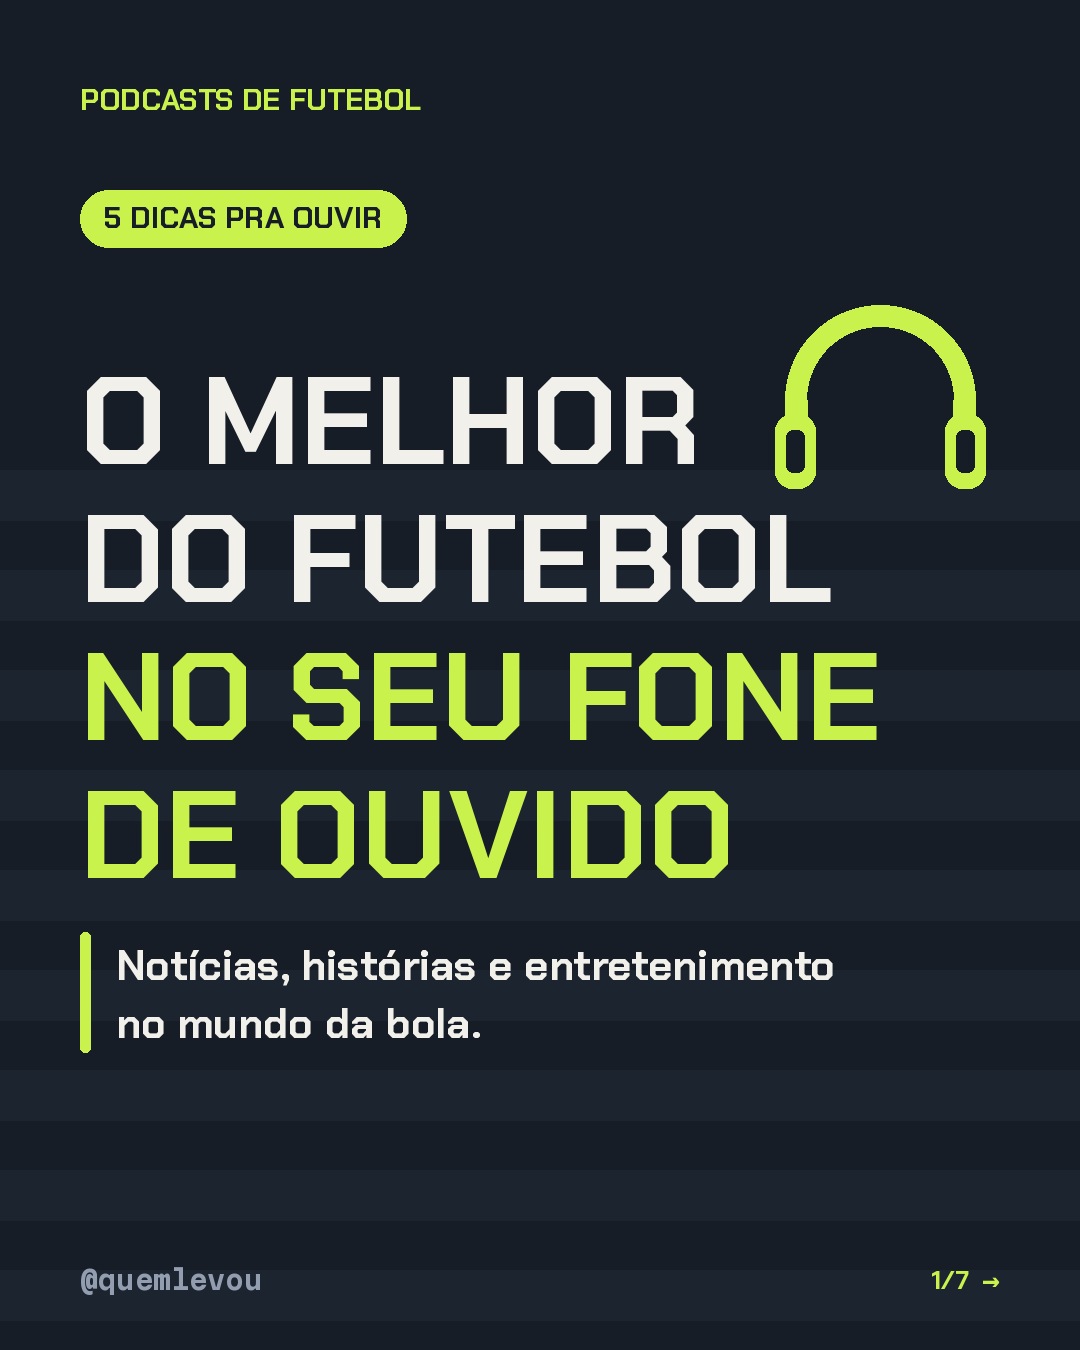 PODCASTS DE FUTEBOL
5 DICAS PRA OUVIR
O MELHOR
DO FUTEBOL
NO SEU FONE
DE OUVIDO
Notícias, histórias e entretenimento
no mundo da bola.
@quemlevou
1/7 →